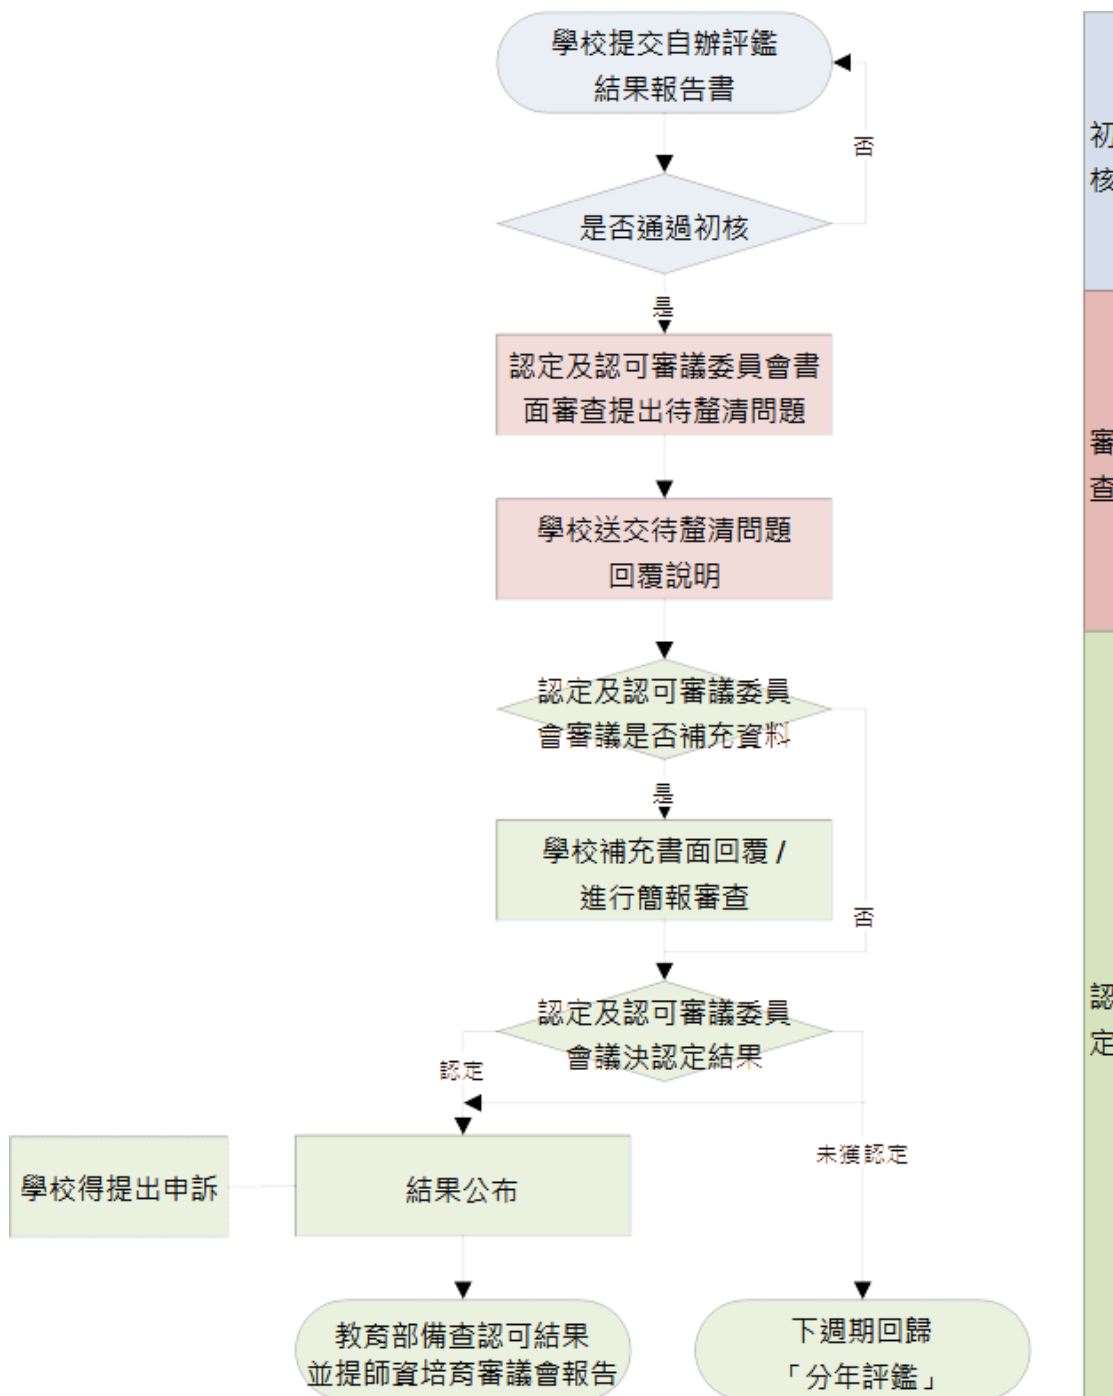 學校提交自辦評鑑
結果報告書
否
初
核
是否通過初核
是
認定及認可審議委員會書
面審查提出待釐清問題
審
查
學校送交待釐清問題
回覆說明
認定及認可審議委員
會審議是否補充資料
是
學校補充書面回覆/
進行簡報審查
否
認定及認可審議委員
會議決認定結果
認
定
認定
未獲認定
學校得提出申訴
結果公布
教育部備查認可結果
並提師資培育審議會報告
下週期回歸
「分年評鑑」